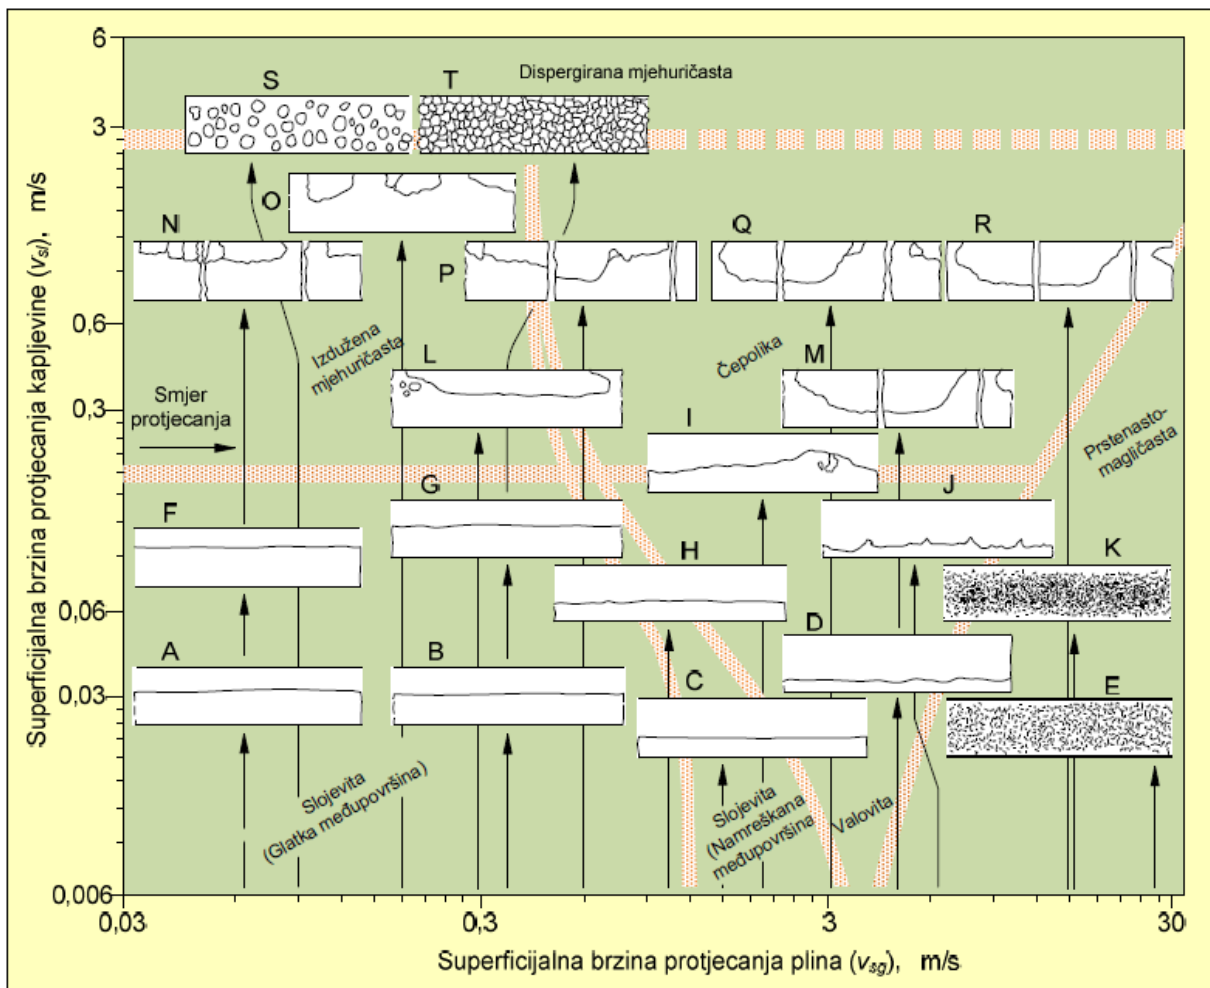 Superficijalna brzina protjecanja kapljevine (vsl), m/s
6
3
0,6
0,3
0,06
0,03
0,006
S
T
Dispergirana mjehuričasta
O
N
P
Q
R
Izdužena
mjehuričasta
L
Čepolika
M
Smjer
protjecanja
I
Prstenasto-
magličasta
G
J
F
H
K
D
A
B
C
E
Slojevita
(Glatka međupovršina)
Slojevita
(Namreškana
međupovršina)
Valovita
0,03
0,3
3
30
Superficijalna brzina protjecanja plina (vsg), m/s